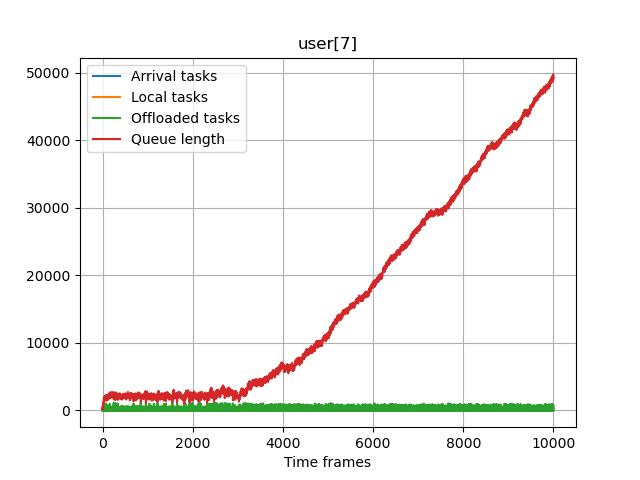 user[7]
Arrival tasks
Local tasks
Offloaded tasks
Queue length
50000
40000
30000
20000
10000
0
0 2000 4000 6000 8000 10000
Time frames